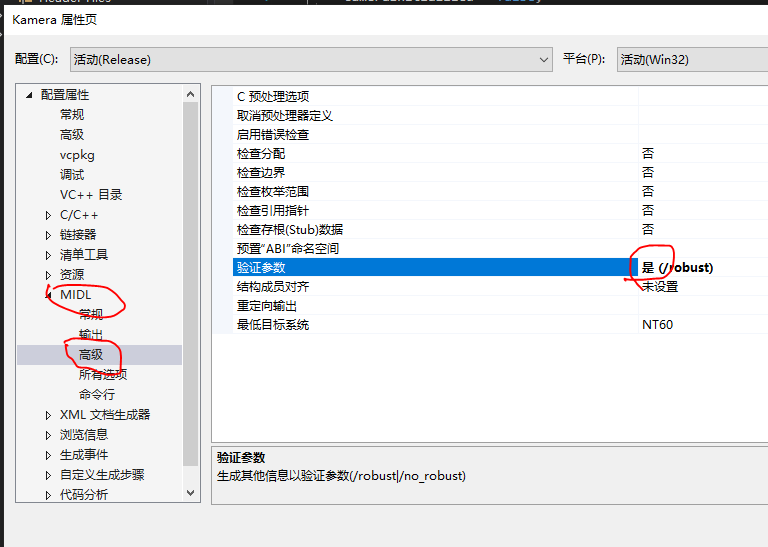 Kamera 属性页
配置(C):
活动(Release)
平台(P):
活动(Win32)
配置属性
常规
高级
vcpkg
调试
VC++ 目录
C/C++
链接器
清单工具
资源
MIDL
常规
输出
高级
所有选项
命令行
XML 文档生成器
浏览信息
生成事件
自定义生成步骤
代码分析
C 预处理选项
取消预处理器定义
启用错误检查
检查分配 否
检查边界 否
检查枚举范围 否
检查引用指针 否
检查存根(Stub)数据 否
预置“ABI”命名空间
验证参数 是 (/robust)
结构成员对齐 未设置
重定向输出
最低目标系统 NT60
验证参数
生成其他信息以验证参数(/robust|/no_robust)